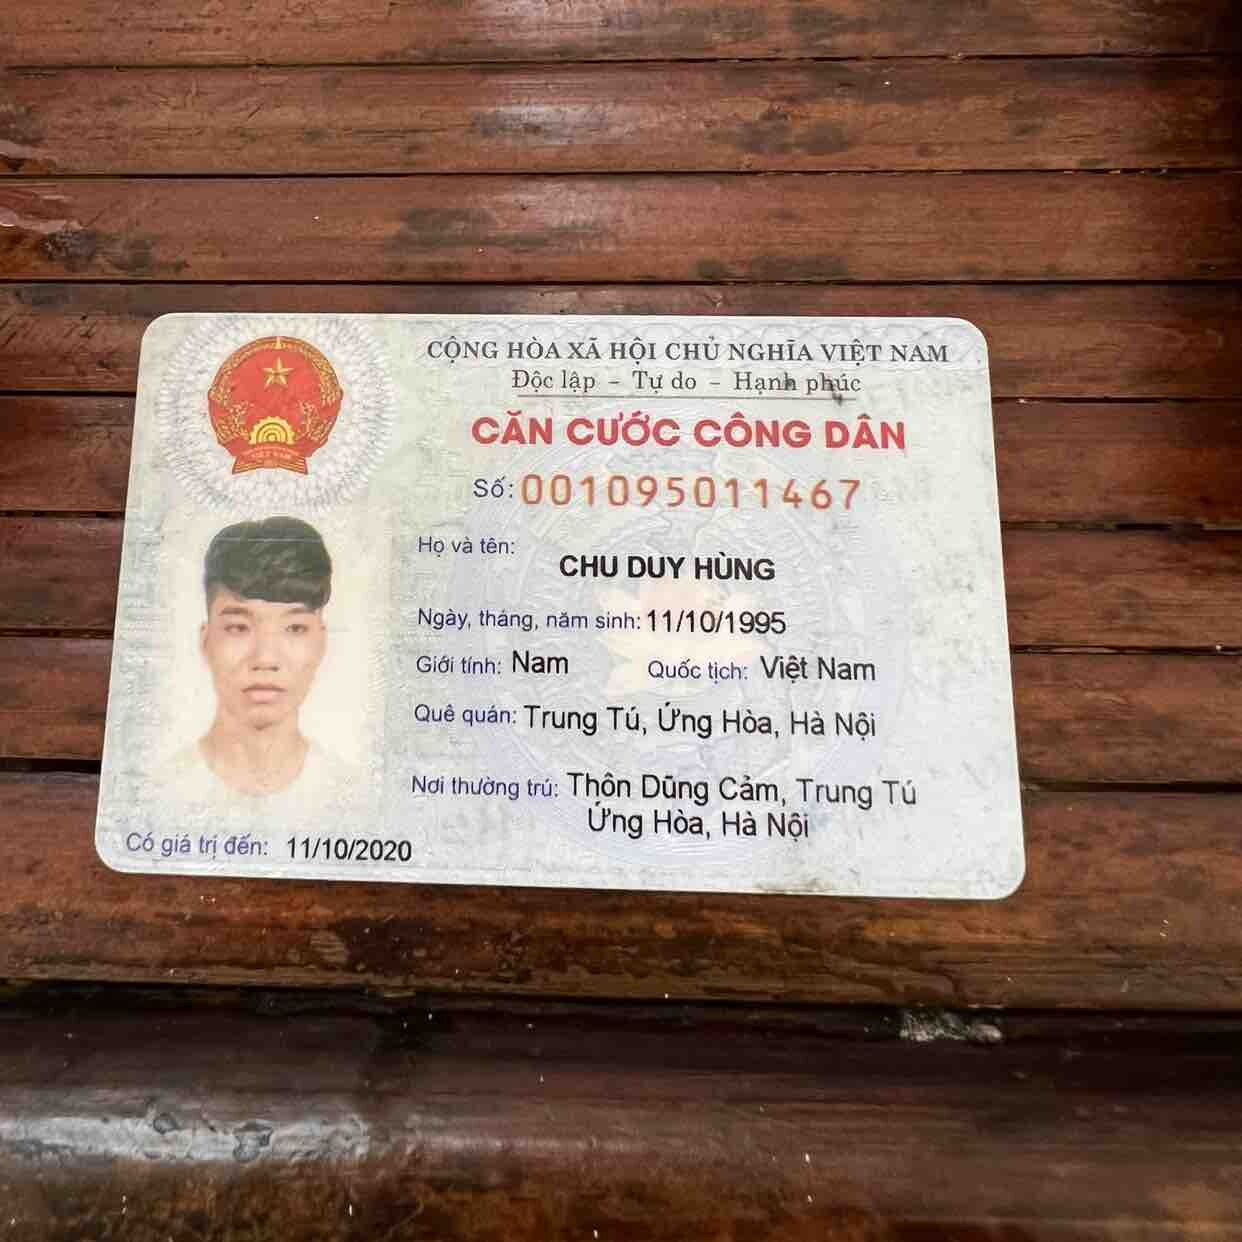 CỘNG HÒA XÃ HỘI CHỦ NGHĨA VIỆT NAM
Độc lập – Tự do – Hạnh phúc
CĂN CƯỚC CÔNG DÂN
Số: 001095011467
Họ và tên:
CHU DUY HÙNG
Ngày, tháng, năm sinh: 11/10/1995
Giới tính: Nam Quốc tịch: Việt Nam
Quê quán: Trung Tú, Ứng Hòa, Hà Nội
Nơi thường trú: Thôn Dũng Cảm, Trung Tú
Ứng Hòa, Hà Nội
Có giá trị đến: 11/10/2020